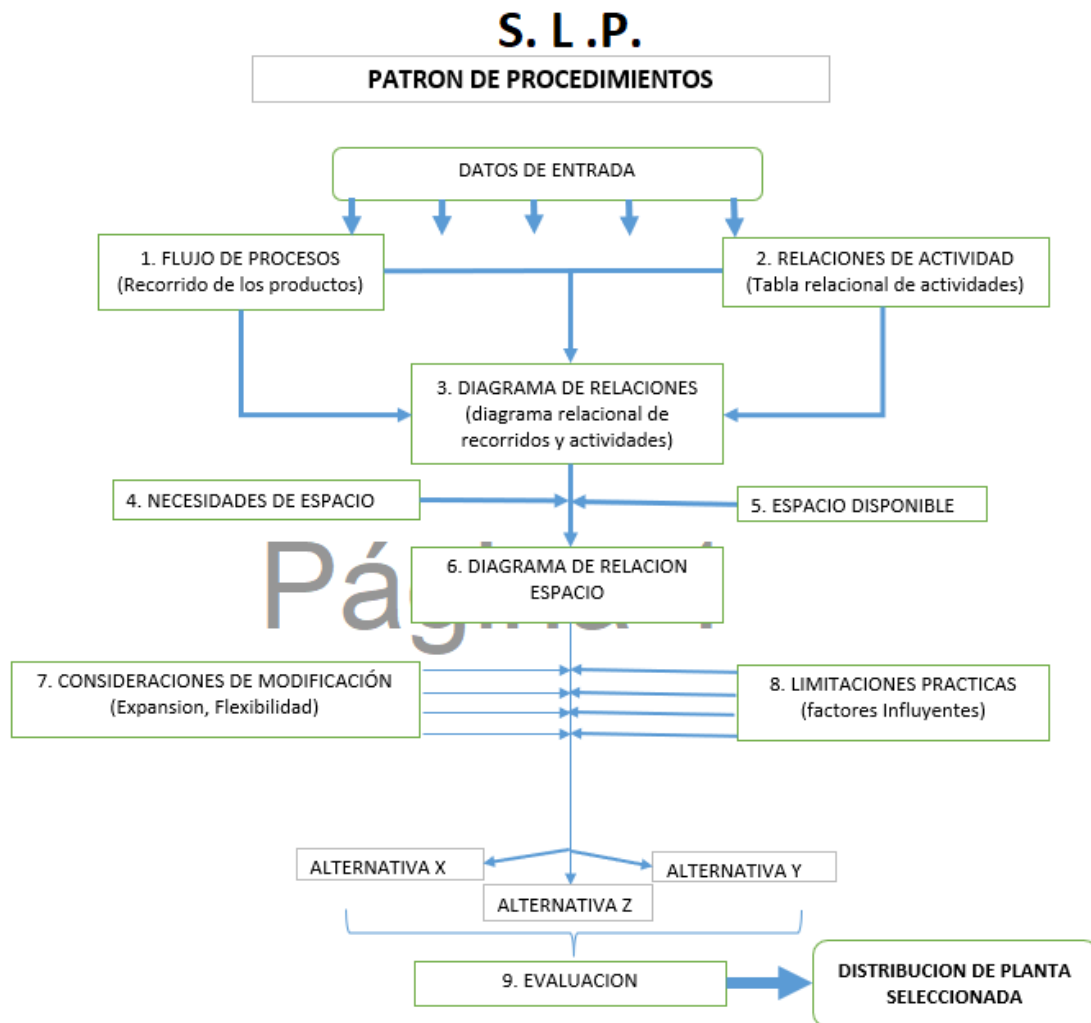 S. L .P.
PATRON DE PROCEDIMIENTOS
DATOS DE ENTRADA
1. FLUJO DE PROCESOS
(Recorrido de los productos)
2. RELACIONES DE ACTIVIDAD
(Tabla relacional de actividades)
3. DIAGRAMA DE RELACIONES
(diagrama relacional de
recorridos y actividades)
4. NECESIDADES DE ESPACIO
5. ESPACIO DISPONIBLE
Página
6. DIAGRAMA DE RELACION
ESPACIO
7. CONSIDERACIONES DE MODIFICACIÓN
(Expansion, Flexibilidad)
8. LIMITACIONES PRACTICAS
(factores Influyentes)
ALTERNATIVA X
ALTERNATIVA Y
ALTERNATIVA Z
9. EVALUACION
DISTRIBUCION DE PLANTA
SELECCIONADA